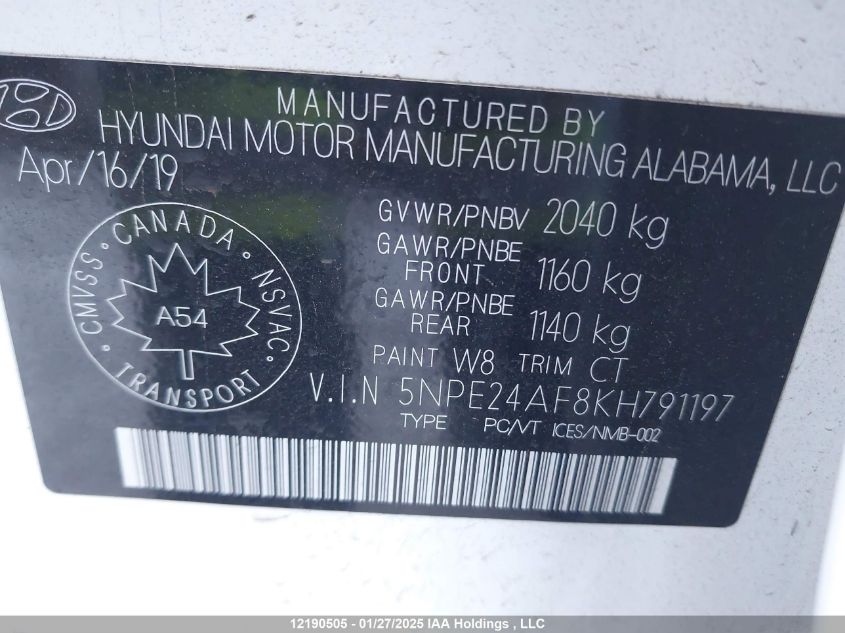 MANUFACTURED BY
HYUNDAI MOTOR MANUFACTURING ALABAMA, LLC
Apr/16/19
GVWR/PNBV 2040 kg
GAWR/PNBE
FRONT 1160 kg
GAWR/PNBE
REAR 1140 kg
PAINT W8 TRIM CT
V.I.N 5NPE24AF8KH791197
TYPE PC/VT ICES/NMB-002
CANADA
CMVSS
NSVAC
A54
TRANSPORT
12190505 - 01/27/2025 IAA Holdings , LLC